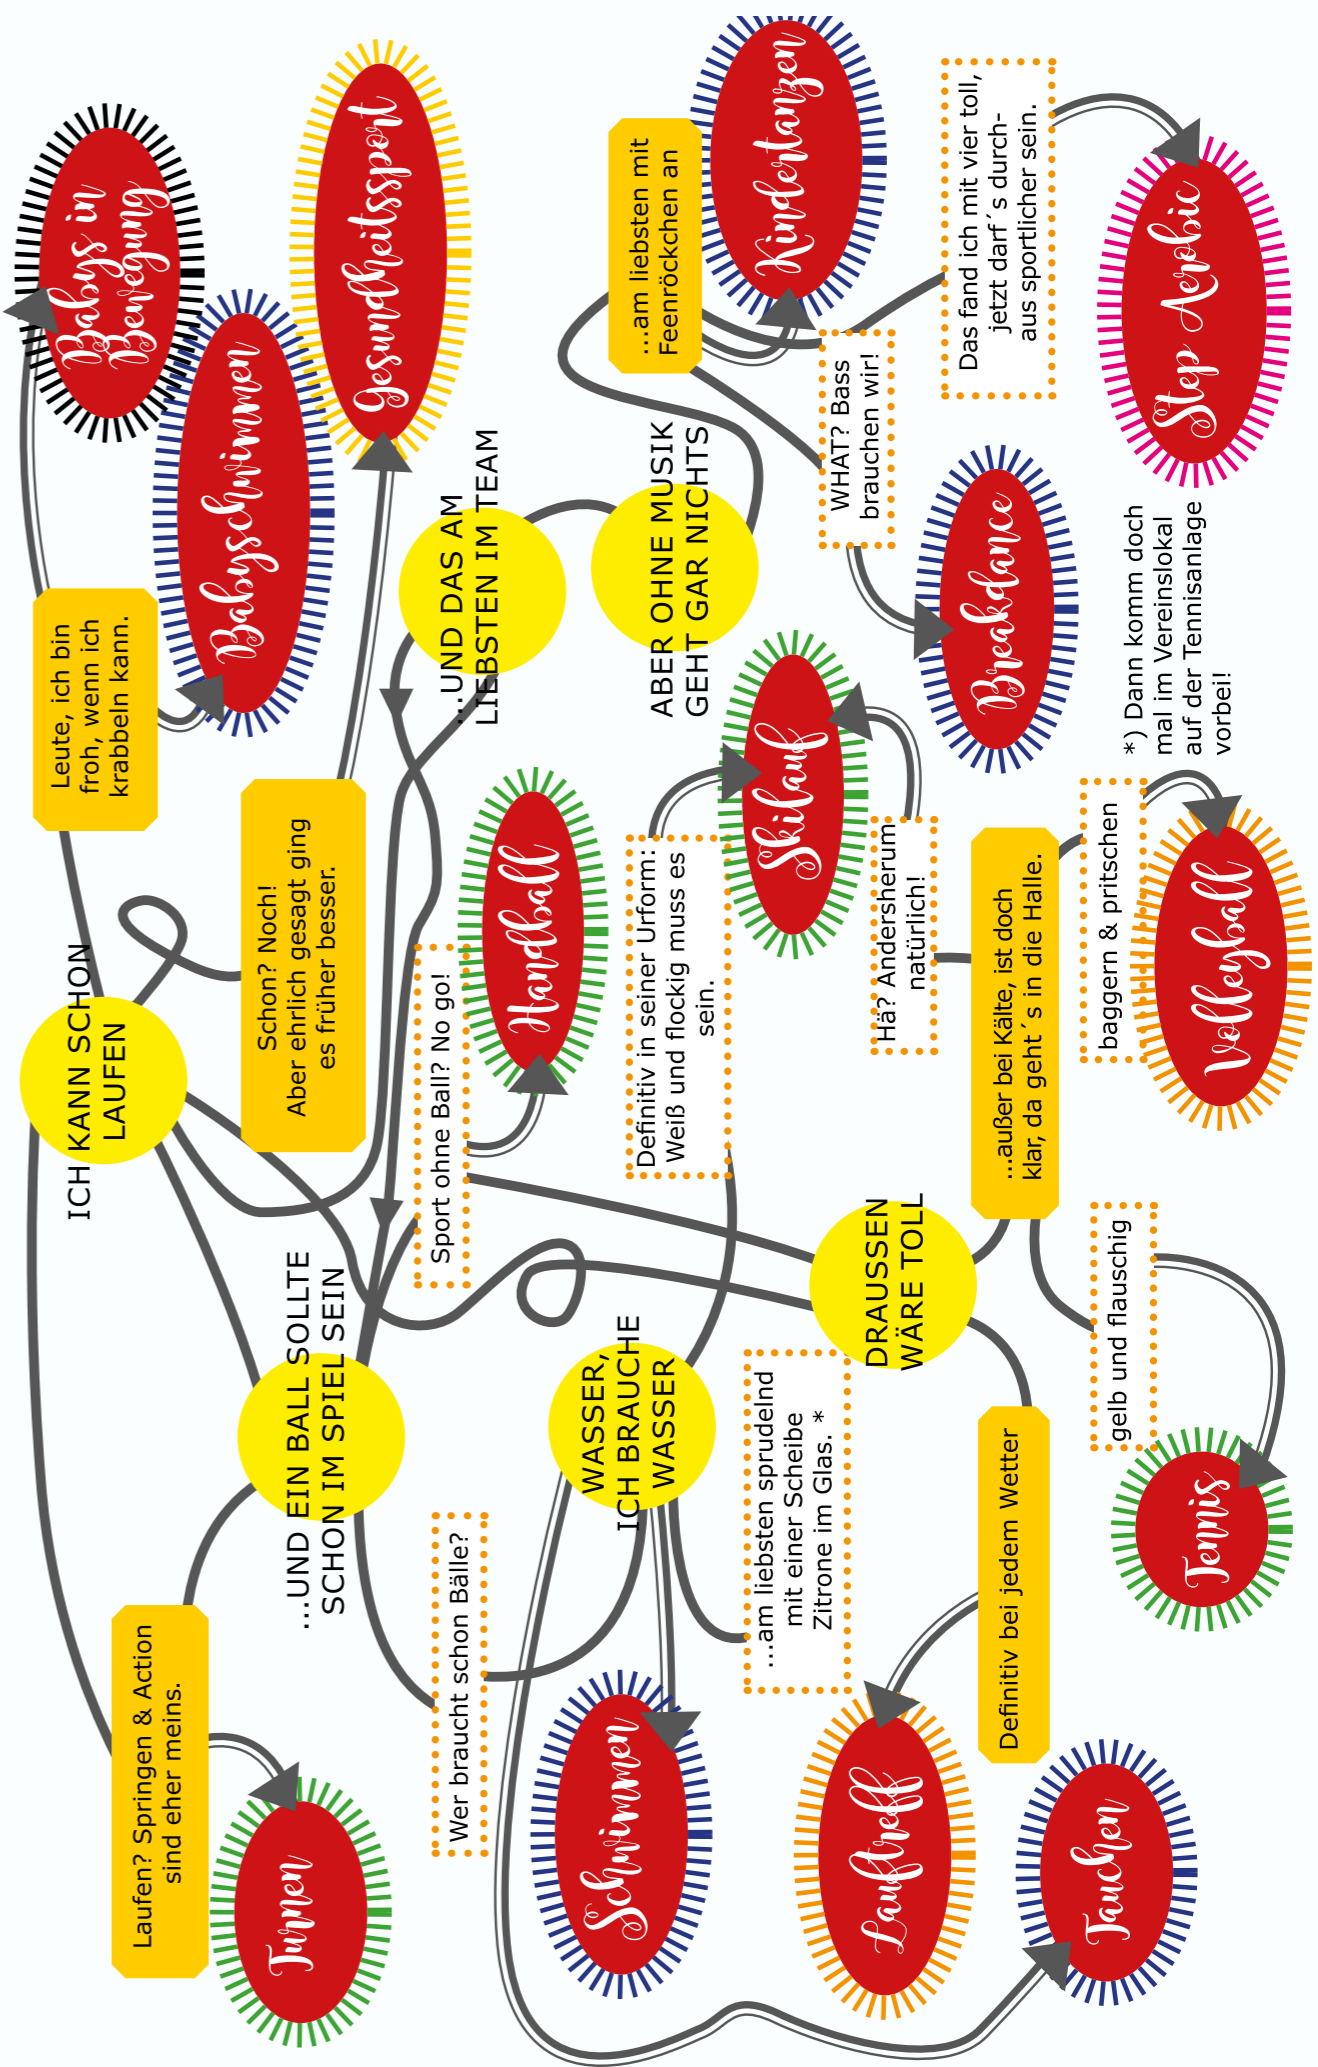 Laufen? Springen & Action
sind eher meins.
Turnen
ICH KANN SCHON
LAUFEN
Leute, ich bin
froh, wenn ich
krabbeln kann.
Babys in
Bewegung
Babyschwimmen
Schon? Noch!
Aber ehrlich gesagt ging
es früher besser.
Gesundheitssport
...UND EIN BALL SOLLTE
SCHON IM SPIEL SEIN
...UND DAS AM
LIEBSTEN IM TEAM
Wer braucht schon Bälle?
Sport ohne Ball? No go!
Handball
WASSER,
ICH BRAUCHE
WASSER
Schwimmen
Definitiv in seiner Urform:
Weiß und flockig muss es
sein.
Skilauf
ABER OHNE MUSIK
GEHT GAR NICHTS
...am liebsten mit
Feenröckchen an
Kindertanzen
...am liebsten sprudelnd
mit einer Scheibe
Zitrone im Glas. *
Lauftreff
DRAUSSEN
WÄRE TOLL
Hä? Andersherum
natürlich!
WHAT? Bass
brauchen wir!
Breakdance
Das fand ich mit vier toll,
jetzt darf´s durch-
aus sportlicher sein.
Step Aerobic
Definitiv bei jedem Wetter
Tauchen
...außer bei Kälte, ist doch
klar, da geht´s in die Halle.
gelb und flauschig
Tennis
baggern & pritschen
Volleyball
*) Dann komm doch
mal im Vereinslokal
auf der Tennisanlage
vorbei!